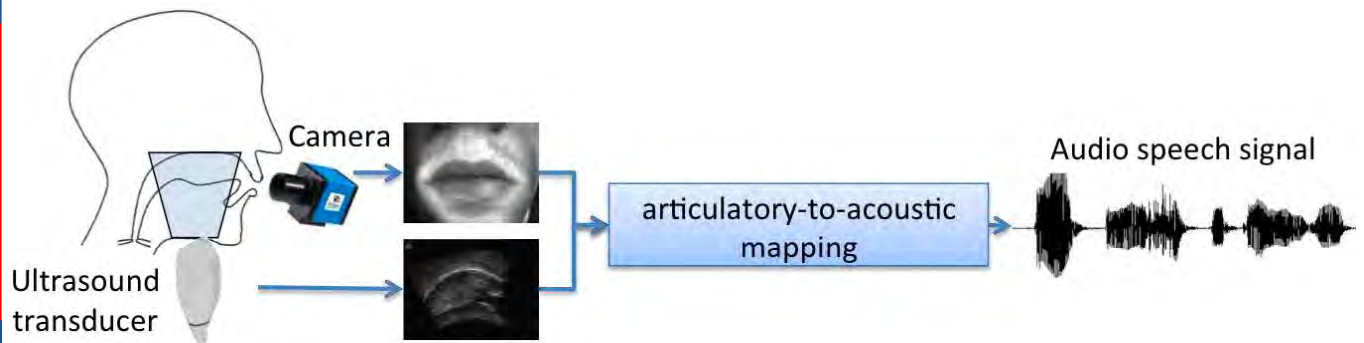 Camera
Audio speech signal
articulatory-to-acoustic
mapping
Ultrasound
transducer